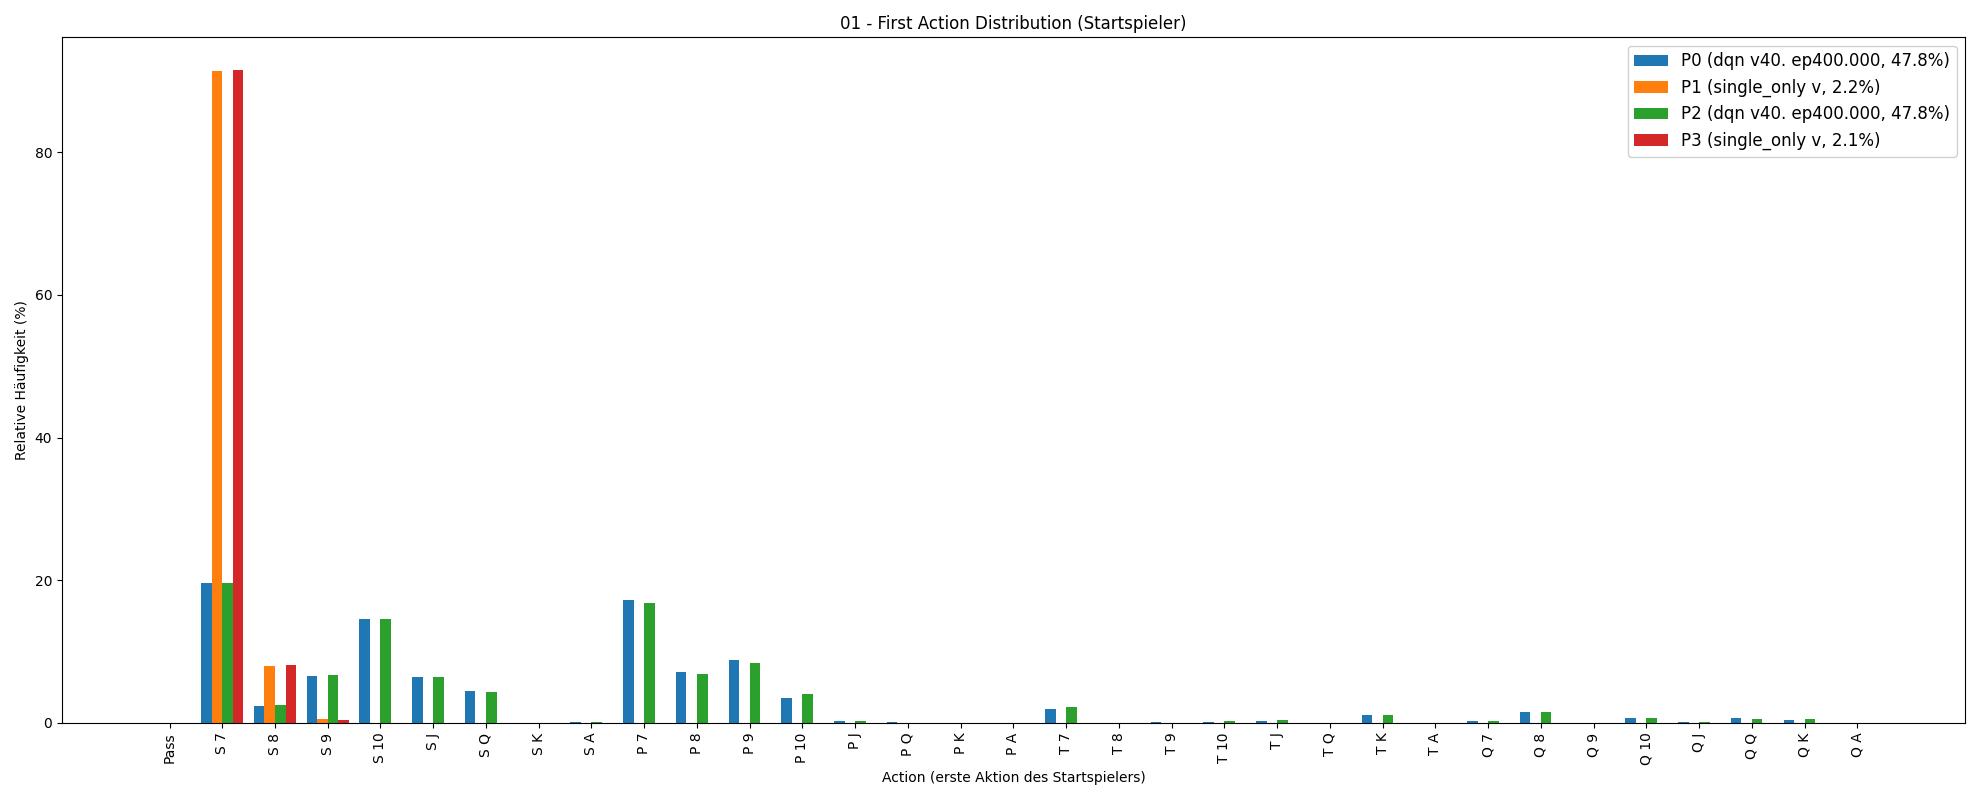 01 - First Action Distribution (Startspieler)
P0 (dqn v40. ep400.000, 47.8%)
P1 (single_only v, 2.2%)
P2 (dqn v40. ep400.000, 47.8%)
P3 (single_only v, 2.1%)
Relative Häufigkeit (%)
80
60
40
20
0
Pass
S 7
S 8
S 9
S 10
S J
S Q
S K
S A
P 7
P 8
P 9
P 10
P J
P Q
P K
P A
T 7
T 8
T 9
T 10
T J
T Q
T K
T A
Q 7
Q 8
Q 9
Q 10
Q J
Q Q
Q K
Q A
Action (erste Aktion des Startspielers)